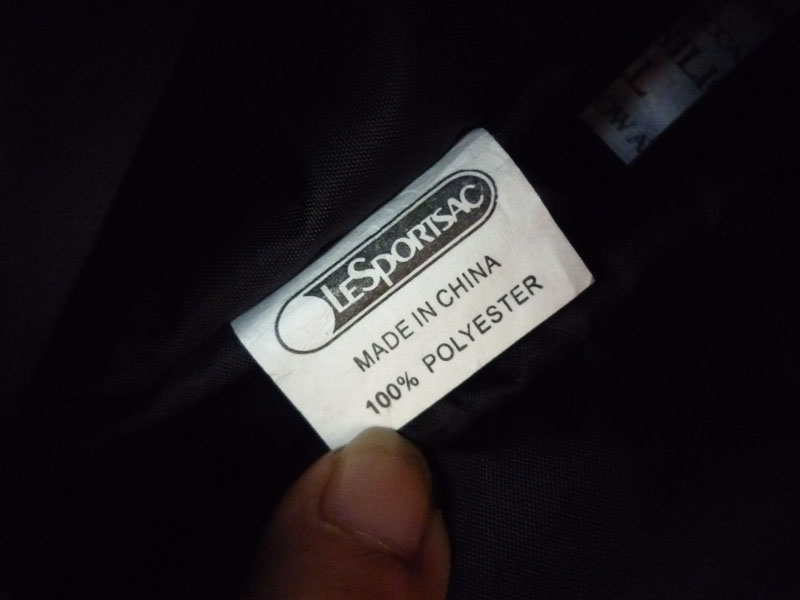 LESPORTSAC
MADE IN CHINA
100% POLYESTER